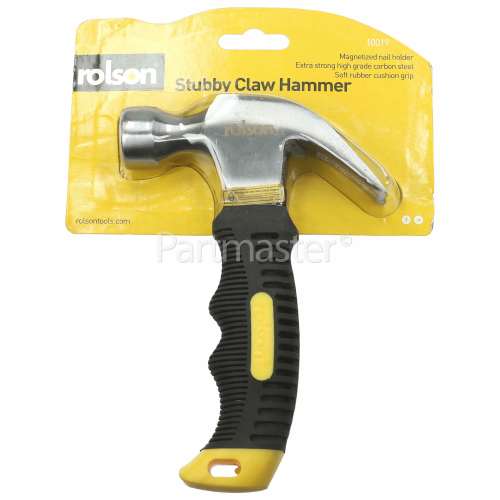 10019
Magnetized nail holder
Extra strong high grade carbon steel
Soft rubber cushion grip
rolson
Stubby Claw Hammer
rolson
rolsontools.com
Partmaster©
rolson